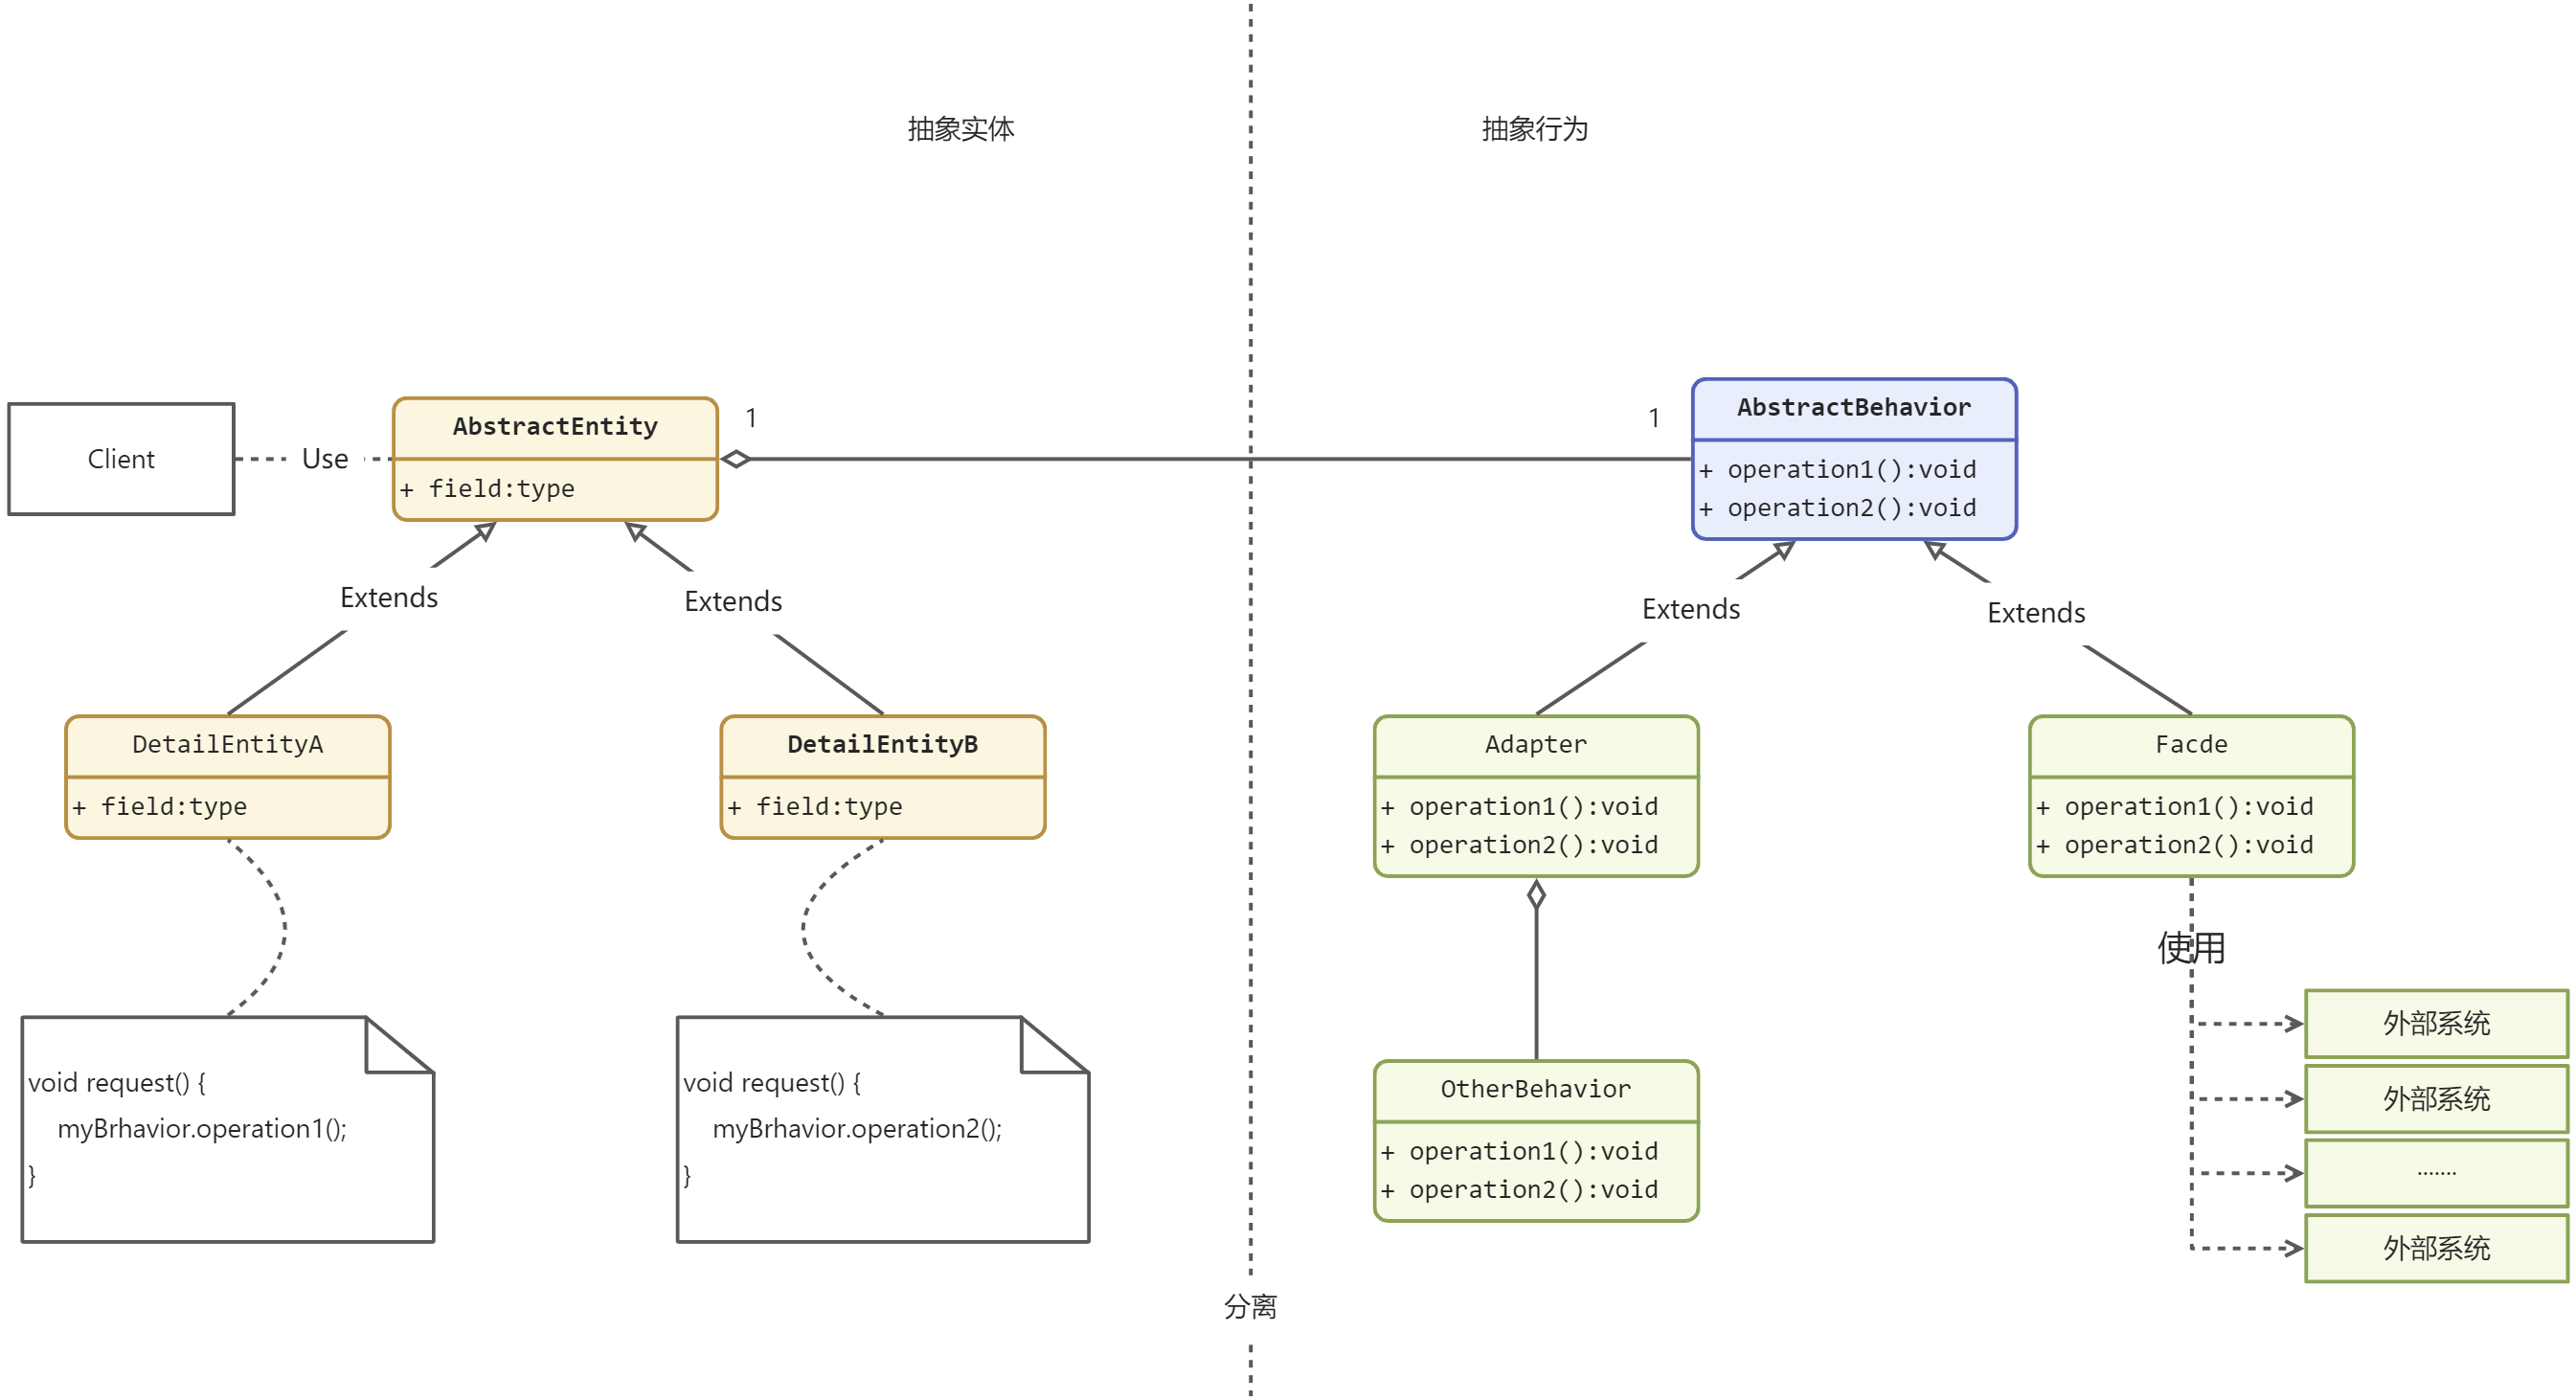 抽象实体
抽象行为
Client
Use
AbstractEntity
+ field:type
1
1
AbstractBehavior
+ operation1():void
+ operation2():void
Extends
Extends
Extends
Extends
DetailEntityA
+ field:type
DetailEntityB
+ field:type
Adapter
+ operation1():void
+ operation2():void
Facde
+ operation1():void
+ operation2():void
使用
void request() {
myBrhavior.operation1();
}
void request() {
myBrhavior.operation2();
}
OtherBehavior
+ operation1():void
+ operation2():void
外部系统
外部系统
.......
外部系统
分离